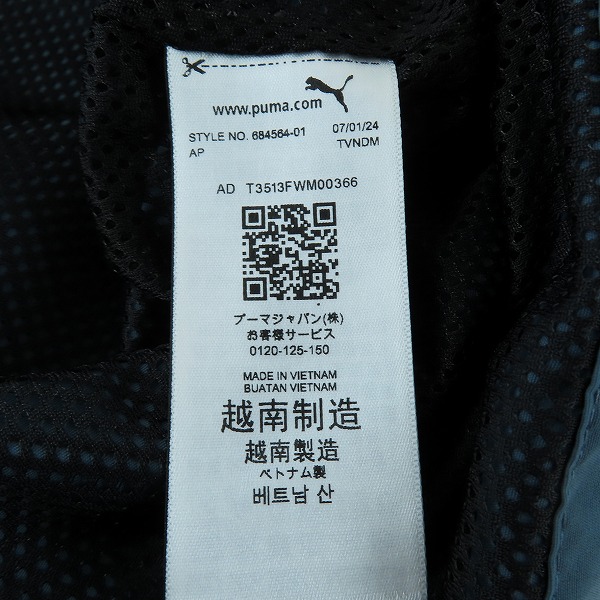 www.puma.com
STYLE NO. 684564-01 07/01/24
AP TVNDM
AD T3513FWM00366
プーマジャパン(株)
お客様サービス
0120-125-150
MADE IN VIETNAM
BUATAN VIETNAM
越南制造
越南製造
ベトナム製
베트남 산